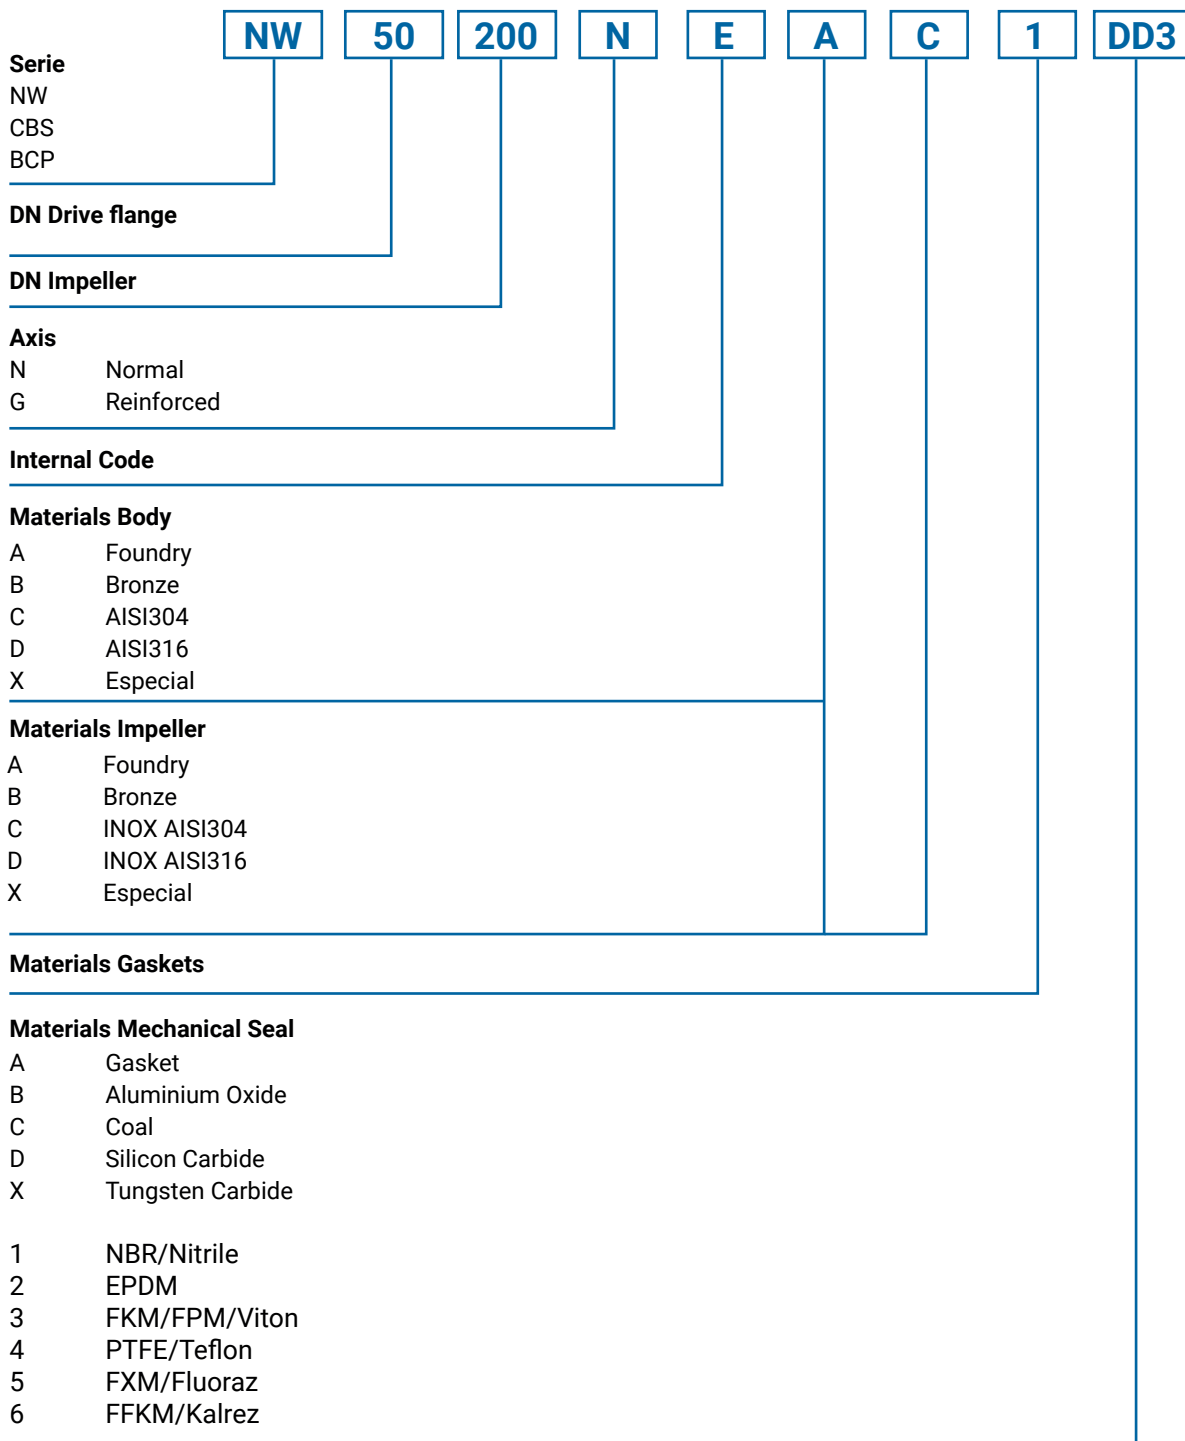 NW 50 200 N E A C 1 DD3
Serie
NW
CBS
BCP
DN Drive flange
DN Impeller
Axis
N Normal
G Reinforced
Internal Code
Materials Body
A Foundry
B Bronze
C AISI304
D AISI316
X Especial
Materials Impeller
A Foundry
B Bronze
C INOX AISI304
D INOX AISI316
X Especial
Materials Gaskets
Materials Mechanical Seal
A Gasket
B Aluminium Oxide
C Coal
D Silicon Carbide
X Tungsten Carbide
1 NBR/Nitrile
2 EPDM
3 FKM/FPM/Viton
4 PTFE/Teflon
5 FXM/Fluoraz
6 FFKM/Kalrez